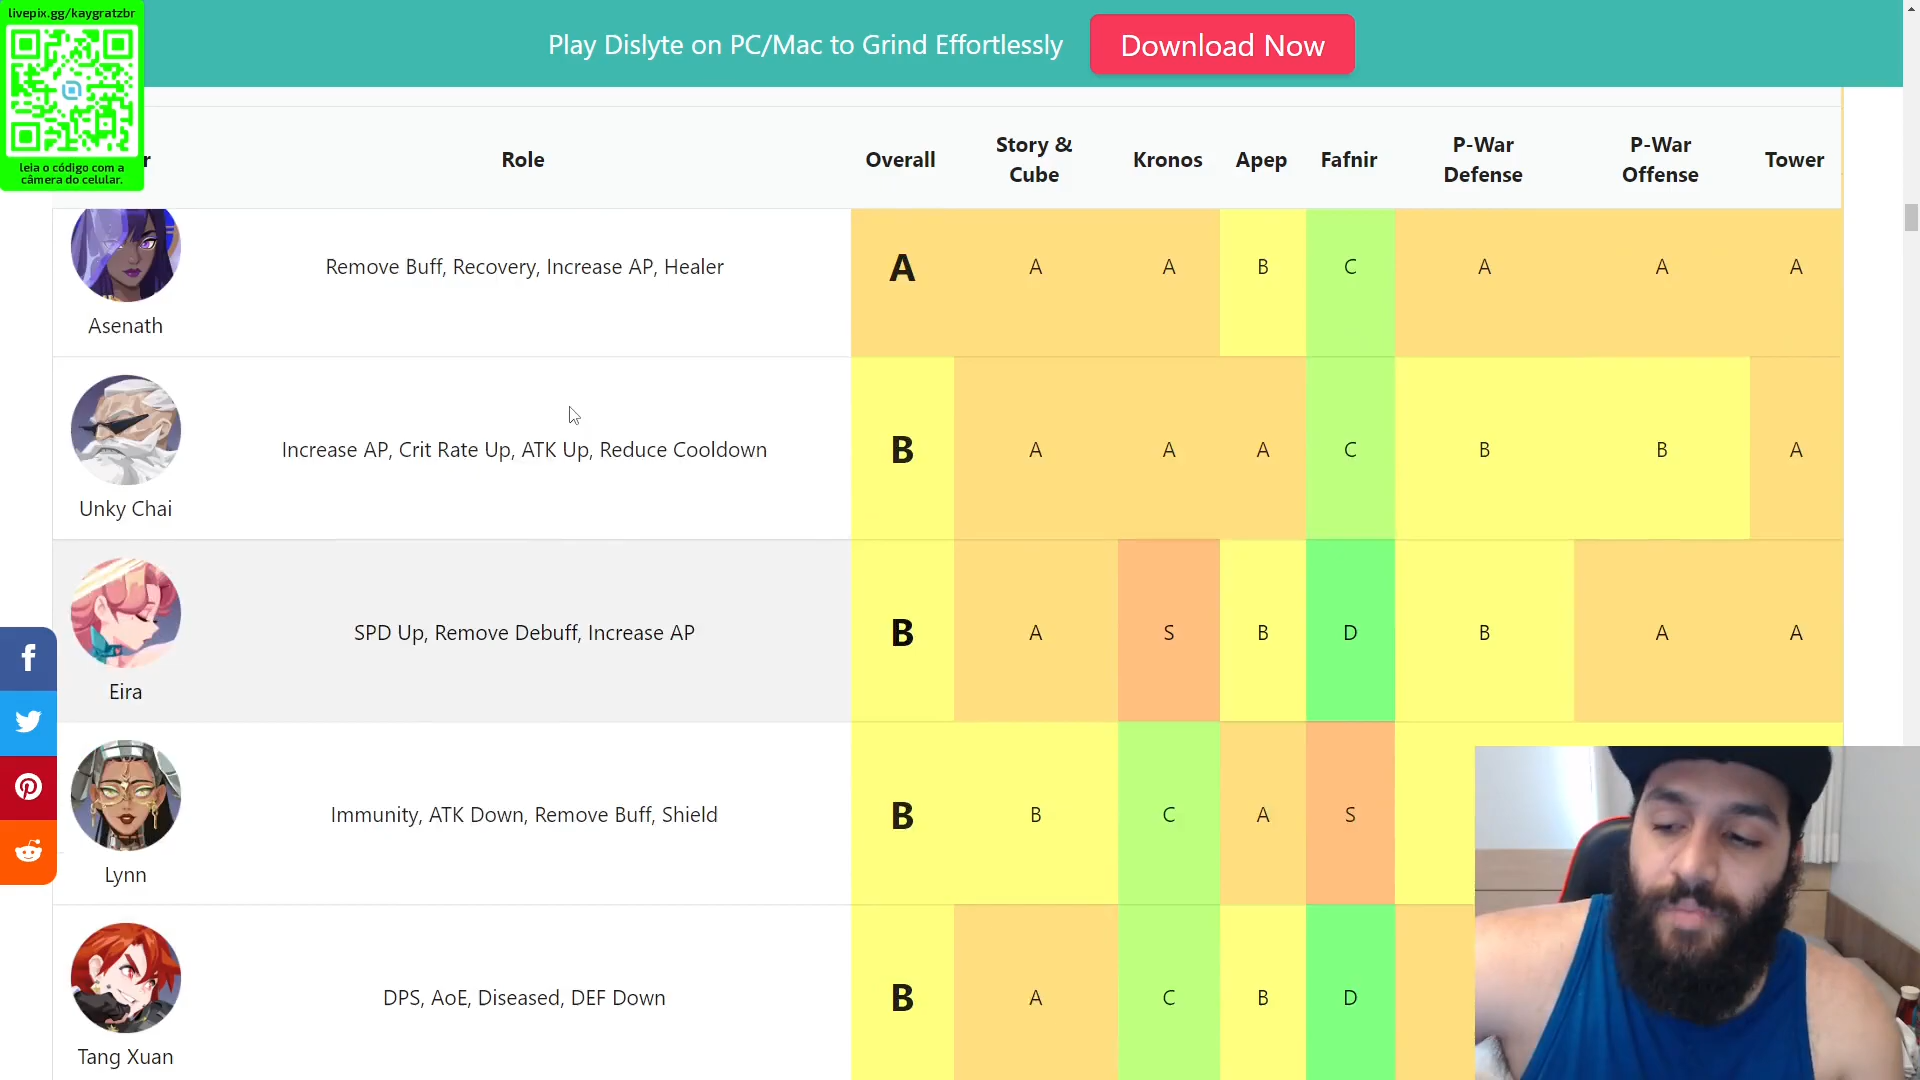 livepix.gg/kaygratzbr
leia o código com a
câmera do celular.
Play Dislyte on PC/Mac to Grind Effortlessly
Download Now
r
Role
Overall
Story &
Cube
Kronos
Apep
Fafnir
P-War
Defense
P-War
Offense
Tower
Asenath
Remove Buff, Recovery, Increase AP, Healer
A
A
A
B
C
A
A
A
Unky Chai
Increase AP, Crit Rate Up, ATK Up, Reduce Cooldown
B
A
A
A
C
B
B
A
Eira
SPD Up, Remove Debuff, Increase AP
B
A
S
B
D
B
A
A
Lynn
Immunity, ATK Down, Remove Buff, Shield
B
B
C
A
S
Tang Xuan
DPS, AoE, Diseased, DEF Down
B
A
C
B
D